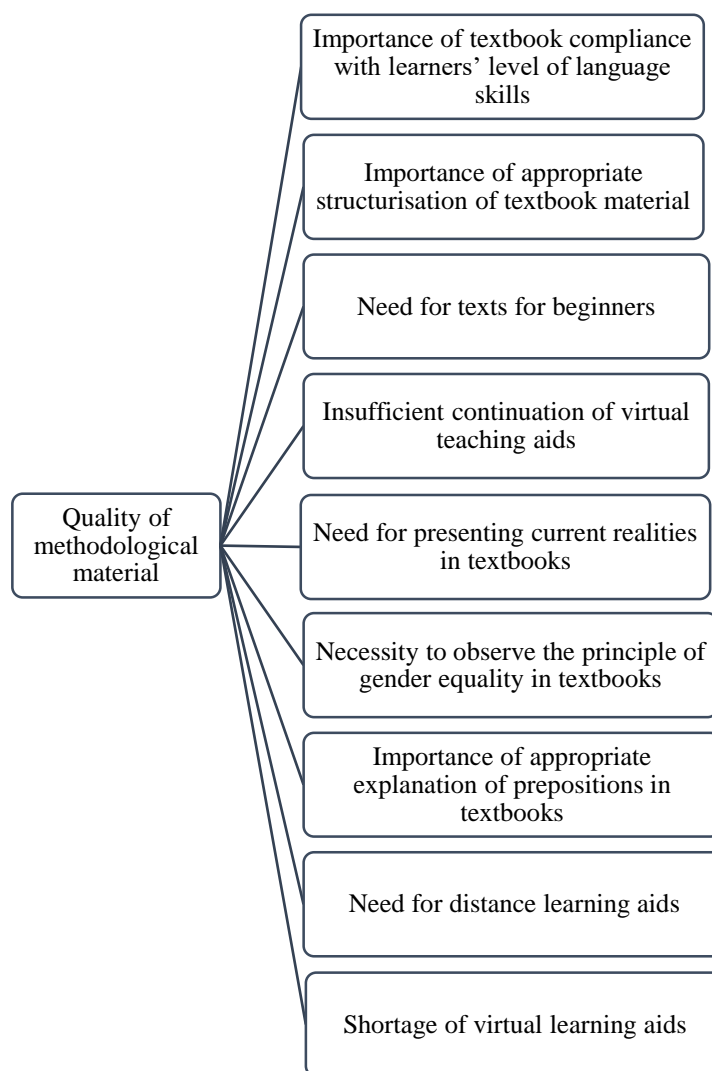 Importance of textbook compliance
with learners’ level of language
skills
Importance of appropriate
structurisation of textbook material
Need for texts for beginners
Insufficient continuation of virtual
teaching aids
Quality of
methodological
material
Need for presenting current realities
in textbooks
Necessity to observe the principle of
gender equality in textbooks
Importance of appropriate
explanation of prepositions in
textbooks
Need for distance learning aids
Shortage of virtual learning aids